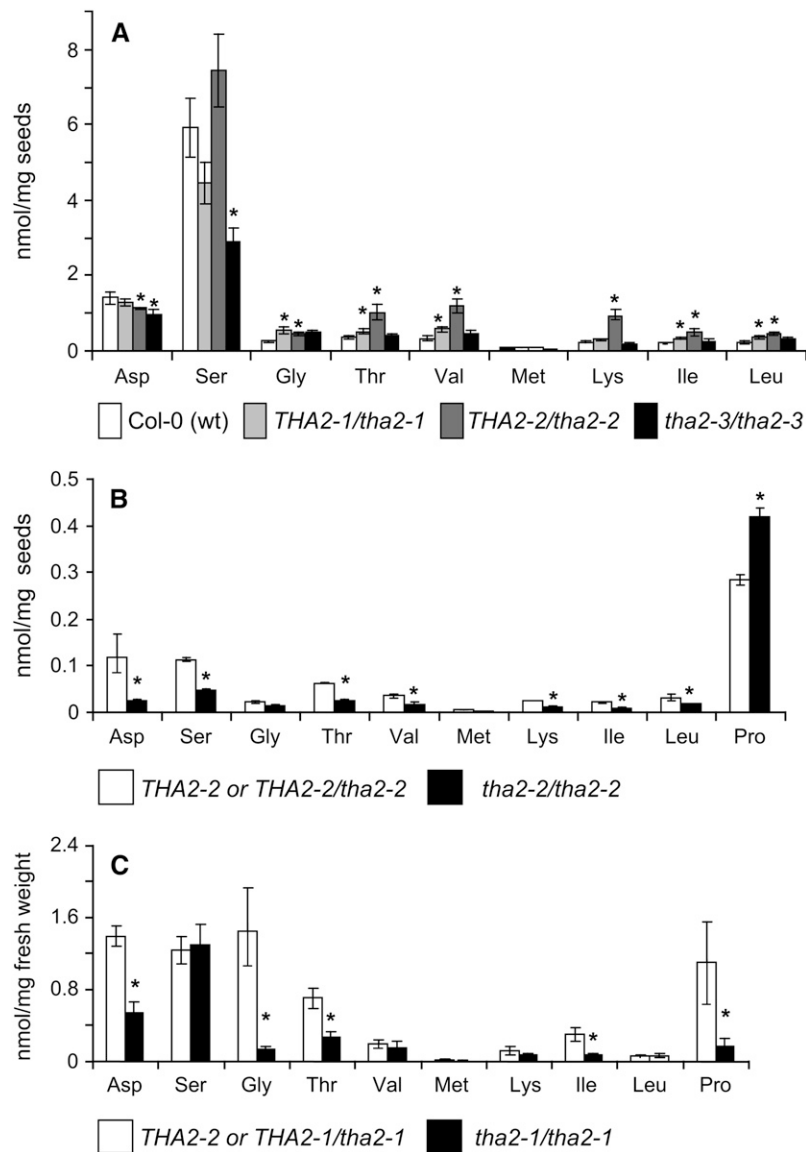 A
nmol/mg seeds
8
6
4
2
0
* * * * * * * * * * * * * *
Asp Ser Gly Thr Val Met Lys Ile Leu
Col-0 (wt) THA2-1/tha2-1 THA2-2/tha2-2 tha2-3/tha2-3
B
nmol/mg seeds
0.5
0.4
0.3
0.2
0.1
0
* * * * * * * *
Asp Ser Gly Thr Val Met Lys Ile Leu Pro
THA2-2 or THA2-2/tha2-2 tha2-2/tha2-2
C
nmol/mg fresh weight
2.4
1.6
0.8
0
* * * * *
Asp Ser Gly Thr Val Met Lys Ile Leu Pro
THA2-2 or THA2-1/tha2-1 tha2-1/tha2-1